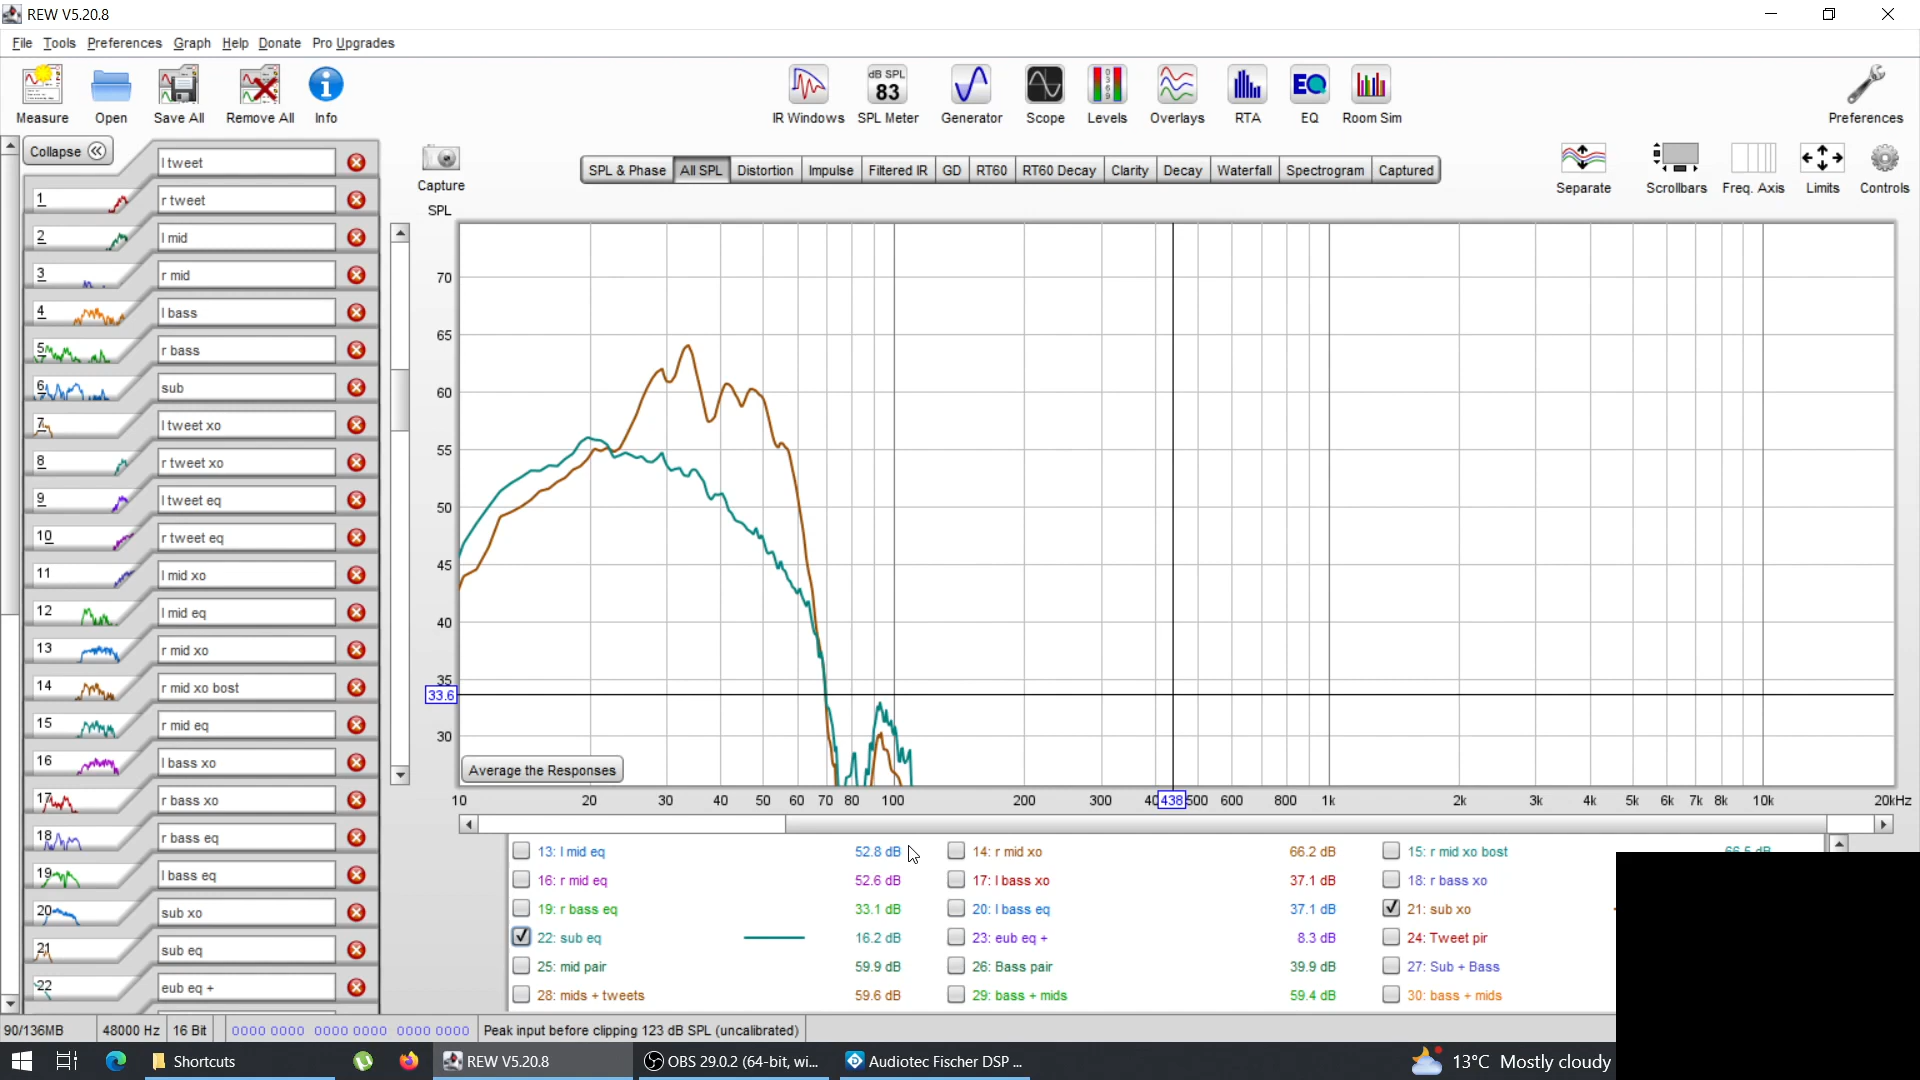 REW V5.20.8
File Tools Preferences Graph Help Donate Pro Upgrades
Measure Open Save All Remove All Info
IR Windows SPL Meter Generator Scope Levels Overlays RTA EQ Room Sim Preferences
dB SPL
83
EQ
Collapse
Capture
SPL & Phase All SPL Distortion Impulse Filtered IR GD RT60 RT60 Decay Clarity Decay Waterfall Spectrogram Captured
Separate Scrollbars Freq. Axis Limits Controls
SPL
l tweet
1 r tweet
2 l mid
3 r mid
4 l bass
5 r bass
6 sub
7 l tweet xo
8 r tweet xo
9 l tweet eq
10 r tweet eq
11 l mid xo
12 l mid eq
13 r mid xo
14 r mid xo bost
15 r mid eq
16 l bass xo
17 r bass xo
18 r bass eq
19 l bass eq
20 sub xo
21 sub eq
22 eub eq +
70
65
60
55
50
45
40
35
33.6
30
Average the Responses
10 20 30 40 50 60 70 80 100 200 300 438 500 600 800 1k 2k 3k 4k 5k 6k 7k 8k 10k 20kHz
13: l mid eq 52.8 dB 14: r mid xo 66.2 dB 15: r mid xo bost 66.5 dB
16: r mid eq 52.6 dB 17: l bass xo 37.1 dB 18: r bass xo
19: r bass eq 33.1 dB 20: l bass eq 37.1 dB 21: sub xo
22: sub eq 16.2 dB 23: eub eq + 8.3 dB 24: Tweet pir
25: mid pair 59.9 dB 26: Bass pair 39.9 dB 27: Sub + Bass
28: mids + tweets 59.6 dB 29: bass + mids 59.4 dB 30: bass + mids
90/136MB 48000 Hz 16 Bit 0000 0000 0000 0000 0000 0000 Peak input before clipping 123 dB SPL (uncalibrated)
Shortcuts REW V5.20.8 OBS 29.0.2 (64-bit, wi... Audiotec Fischer DSP ... 13°C Mostly cloudy